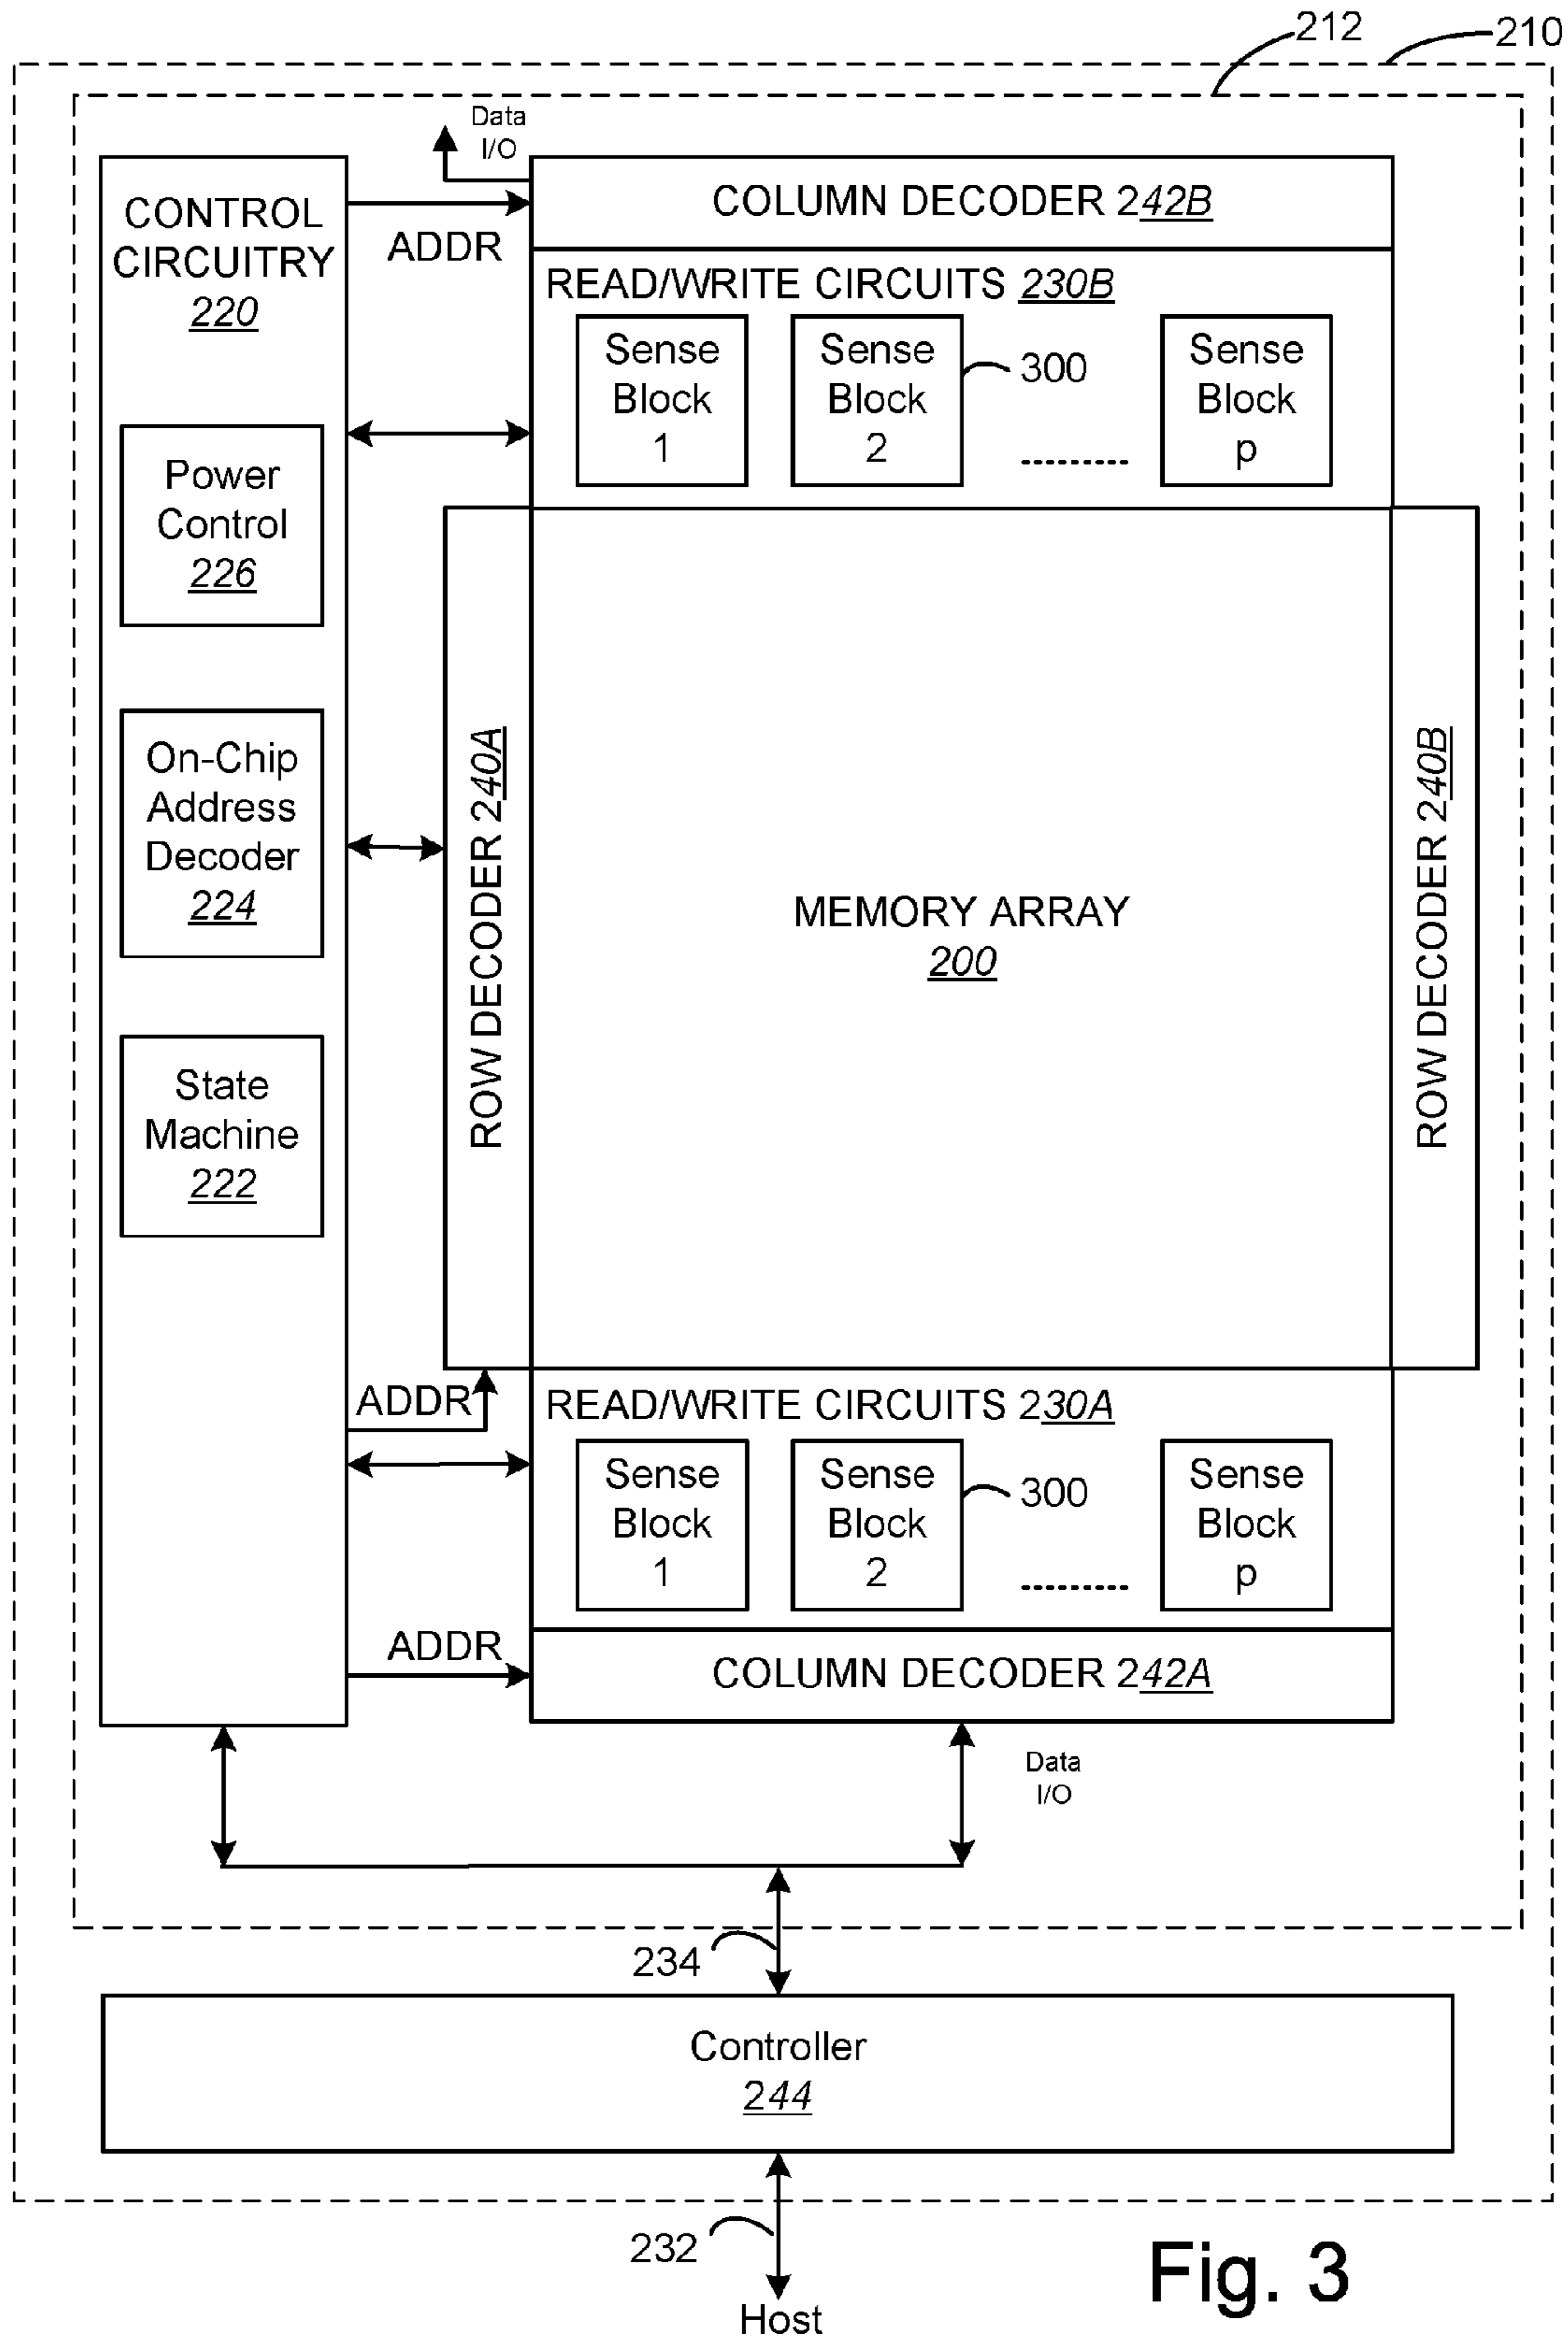 212
210
Data
I/O
CONTROL
CIRCUITRY
220
ADDR
COLUMN DECODER 242B
READ/WRITE CIRCUITS 230B
Sense
Block
1
Sense
Block
2
300
.........
Sense
Block
p
Power
Control
226
On-Chip
Address
Decoder
224
State
Machine
222
ROW DECODER 240A
MEMORY ARRAY
200
ROW DECODER 240B
ADDR
READ/WRITE CIRCUITS 230A
Sense
Block
1
Sense
Block
2
300
.........
Sense
Block
p
ADDR
COLUMN DECODER 242A
Data
I/O
234
Controller
244
232
Host
Fig. 3